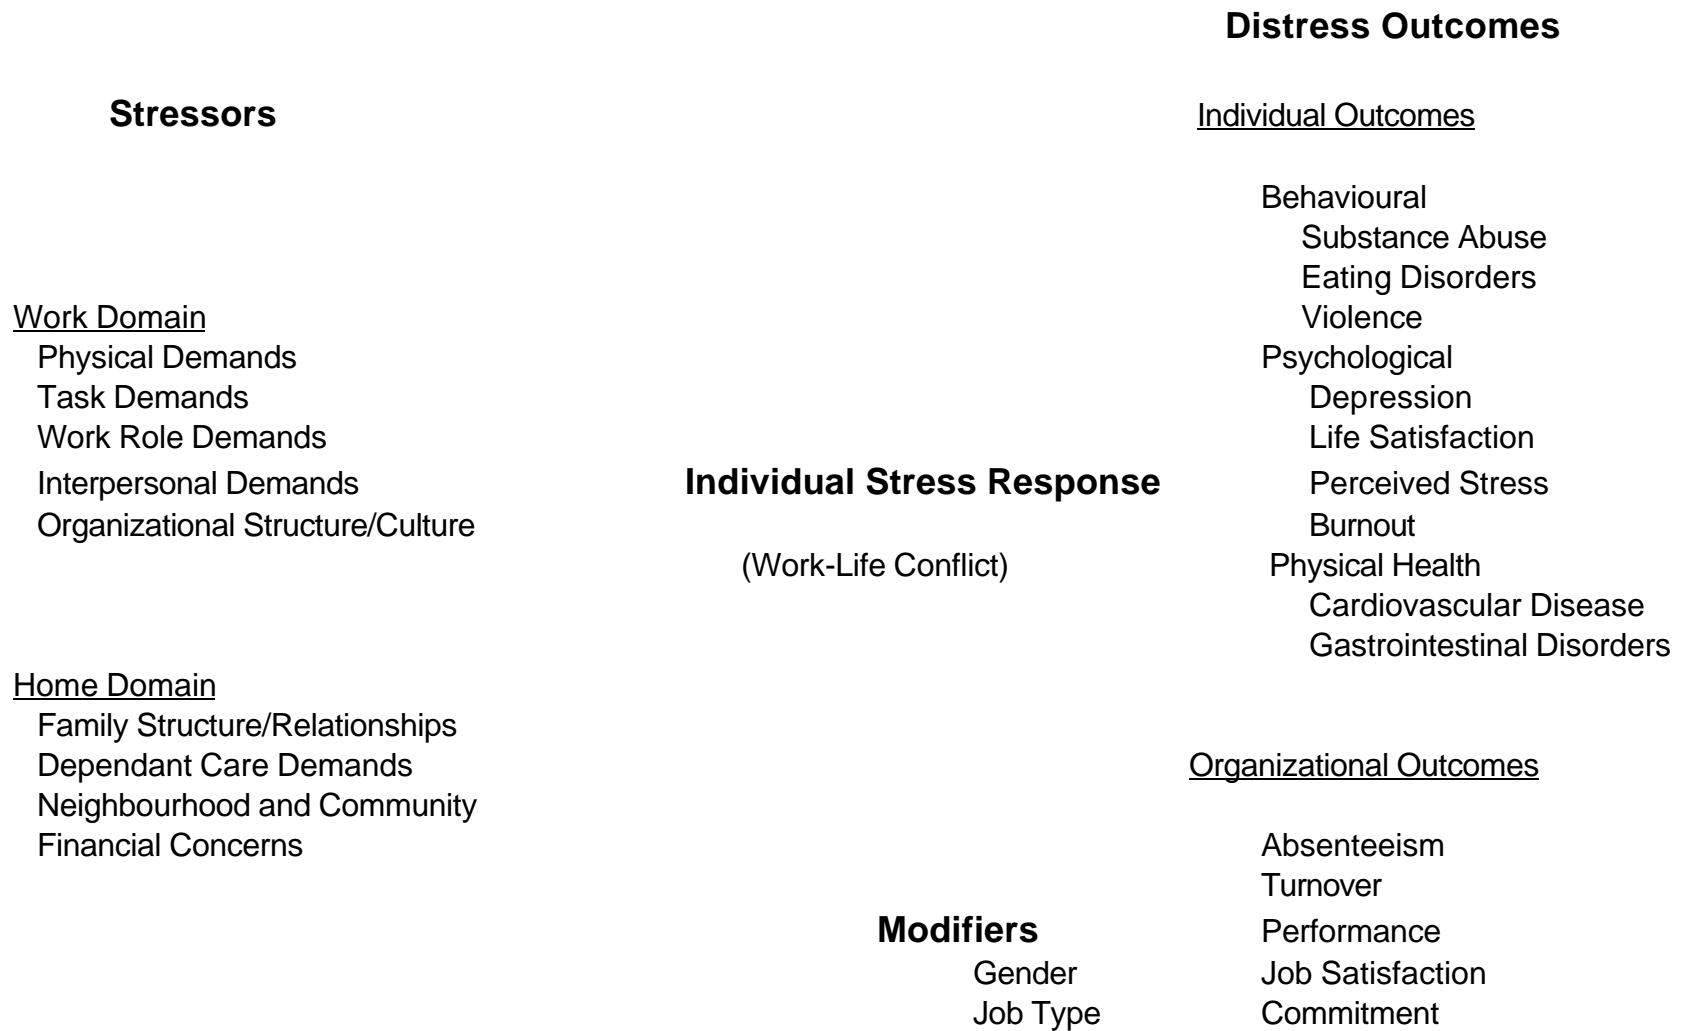 Distress Outcomes
Stressors
Individual Outcomes
Behavioural
Substance Abuse
Eating Disorders
Work Domain
Violence
Physical Demands
Psychological
Task Demands
Depression
Work Role Demands
Life Satisfaction
Interpersonal Demands
Individual Stress Response
Perceived Stress
Organizational Structure/Culture
Burnout
(Work-Life Conflict)
Physical Health
Cardiovascular Disease
Gastrointestinal Disorders
Home Domain
Family Structure/Relationships
Dependant Care Demands
Organizational Outcomes
Neighbourhood and Community
Financial Concerns
Absenteeism
Turnover
Modifiers
Performance
Gender
Job Satisfaction
Job Type
Commitment